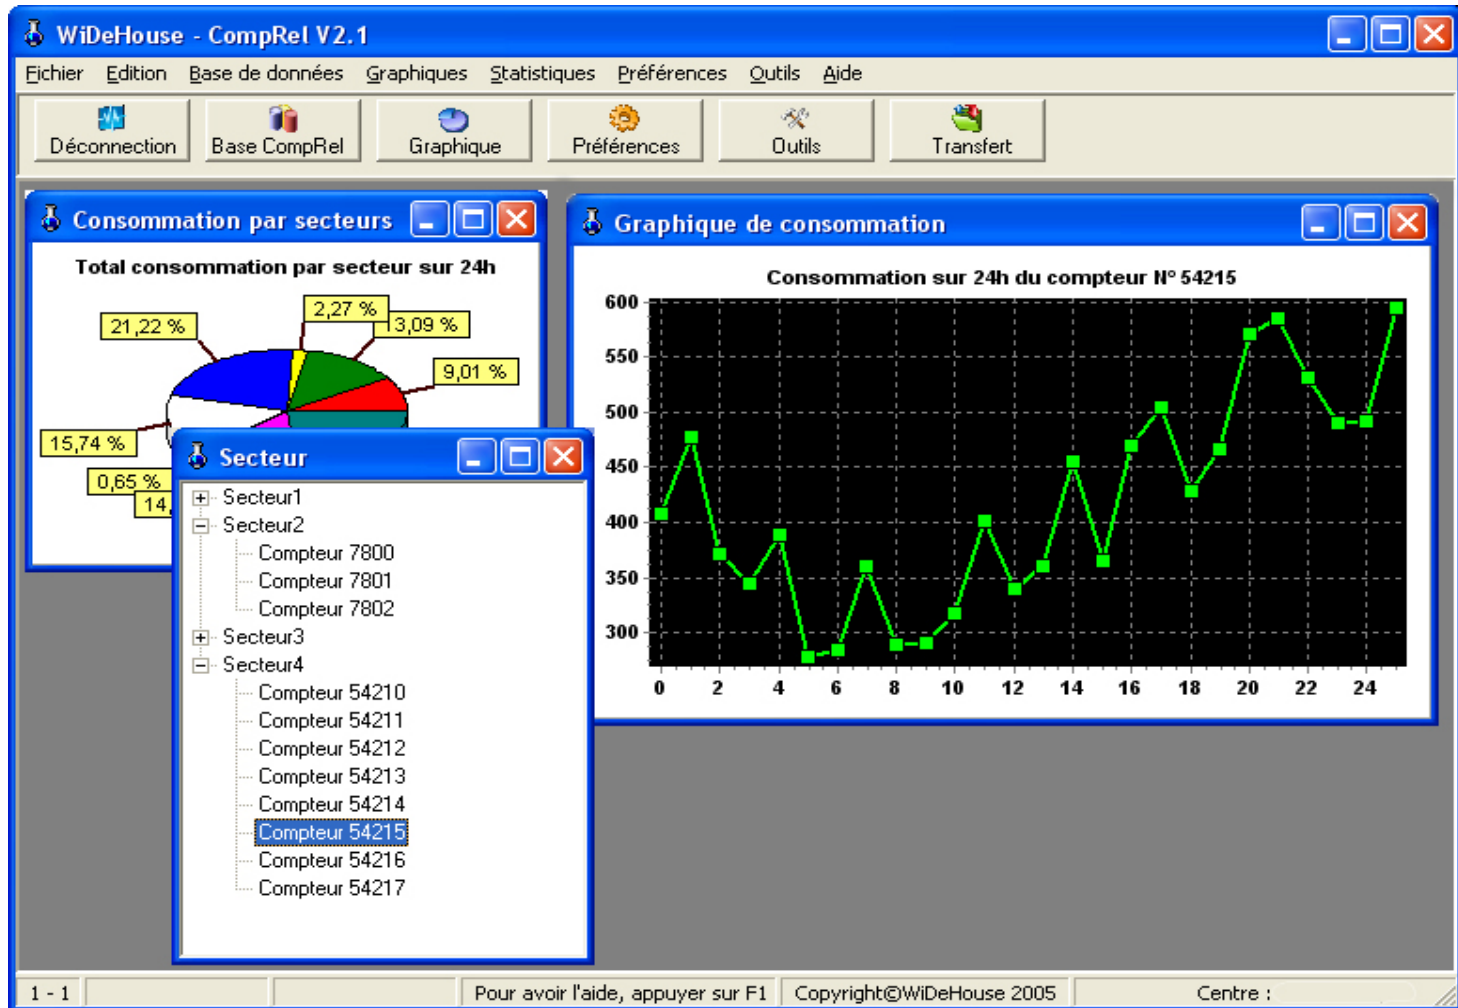 WiDeHouse - CompRel V2.1
Fichier Edition Base de données Graphiques Statistiques Préférences Outils Aide
Déconnection Base CompRel Graphique Préférences Outils Transfert
Consommation par secteurs
Total consommation par secteur sur 24h
2,27 %
21,22 %
3,09 %
9,01 %
15,74 %
0,65 %
14,
Graphique de consommation
Consommation sur 24h du compteur N° 54215
600
550
500
450
400
350
300
0 2 4 6 8 10 12 14 16 18 20 22 24
Secteur
Secteur1
Secteur2
Compteur 7800
Compteur 7801
Compteur 7802
Secteur3
Secteur4
Compteur 54210
Compteur 54211
Compteur 54212
Compteur 54213
Compteur 54214
Compteur 54215
Compteur 54216
Compteur 54217
1 - 1 Pour avoir l'aide, appuyer sur F1 Copyright©WiDeHouse 2005 Centre :